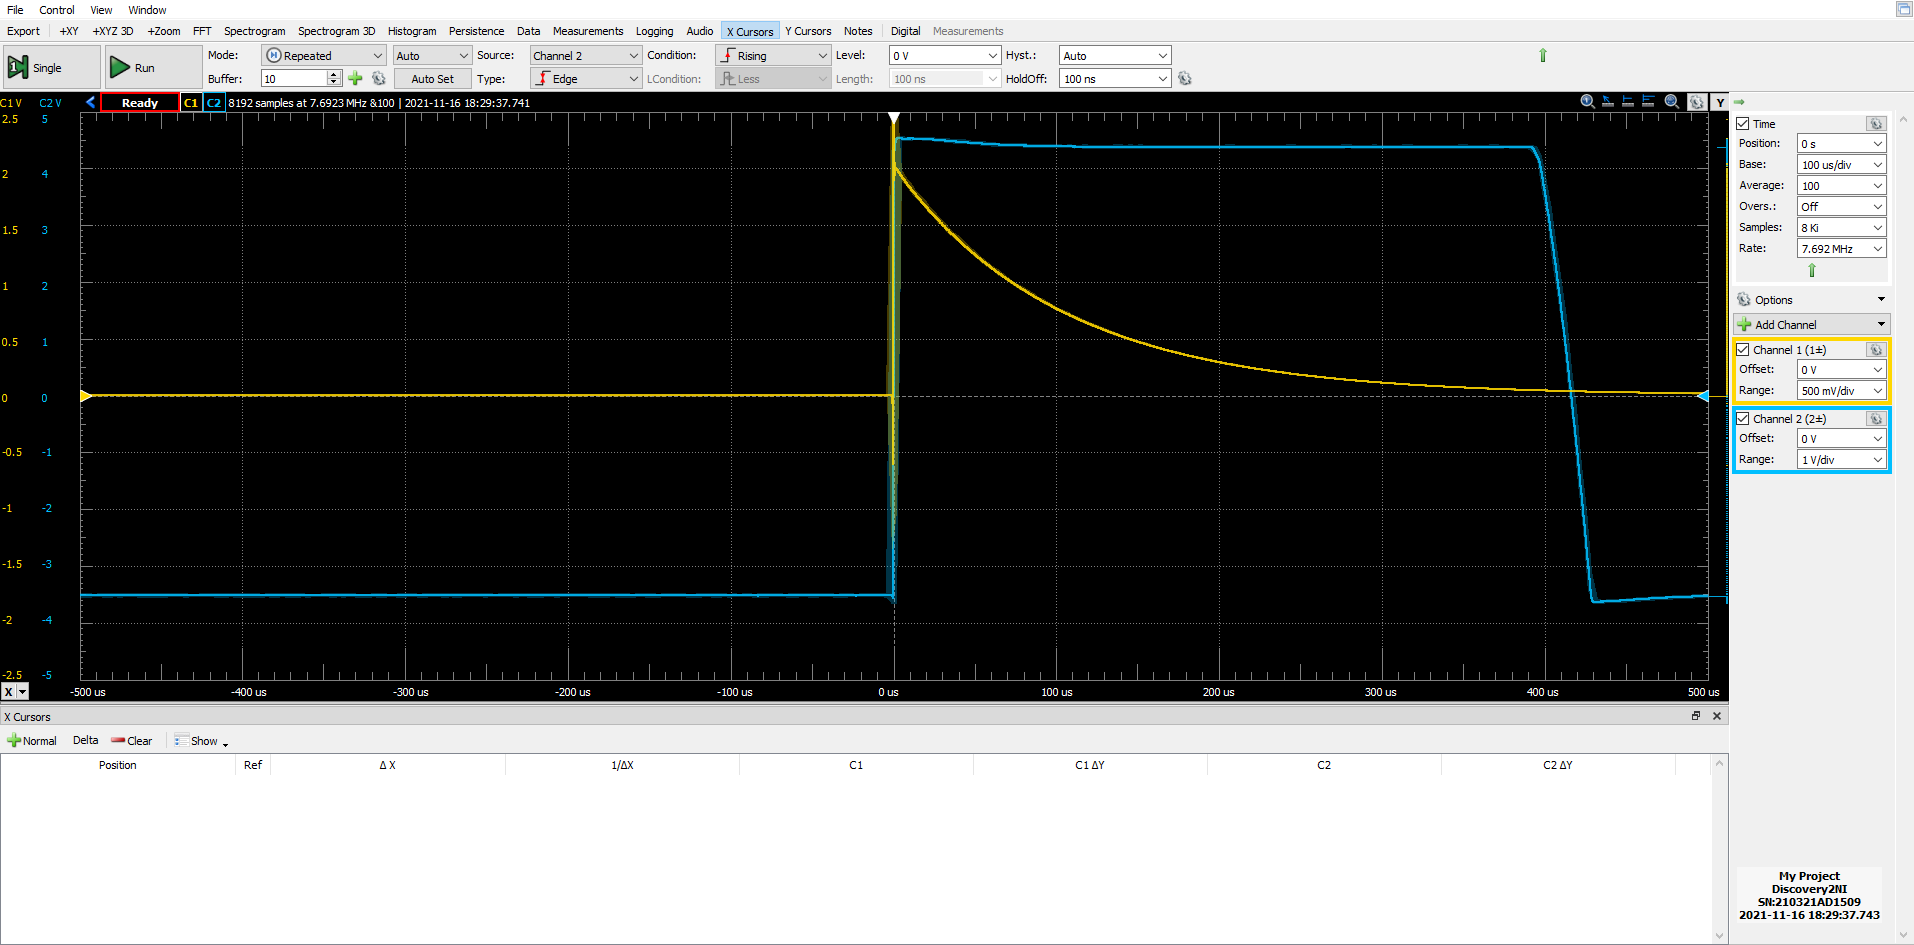 File Control View Window
Export +XY +XYZ 3D +Zoom FFT Spectrogram Spectrogram 3D Histogram Persistence Data Measurements Logging Audio X Cursors Y Cursors Notes Digital Measurements
Single Run Mode: Repeated Auto Source: Channel 2 Condition: Rising Level: 0 V Hyst.: Auto
Buffer: 10 Auto Set Type: Edge LCondition: Less Length: 100 ns HoldOff: 100 ns
C1 V C2 V Ready C1 C2 8192 samples at 7.6923 MHz &100 | 2021-11-16 18:29:37.741 Y
2.5 5
2 4
1.5 3
1 2
0.5 1
0 0
-0.5 -1
-1 -2
-1.5 -3
-2 -4
-2.5 -5
X -500 us -400 us -300 us -200 us -100 us 0 us 100 us 200 us 300 us 400 us 500 us
Time
Position: 0 s
Base: 100 us/div
Average: 100
Overs.: Off
Samples: 8 Ki
Rate: 7.692 MHz
Options
Add Channel
Channel 1 (1±)
Offset: 0 V
Range: 500 mV/div
Channel 2 (2±)
Offset: 0 V
Range: 1 V/div
X Cursors
Normal Delta Clear Show
Position Ref Δ X 1/ΔX C1 C1 ΔY C2 C2 ΔY
My Project
Discovery2NI
SN:210321AD1509
2021-11-16 18:29:37.743